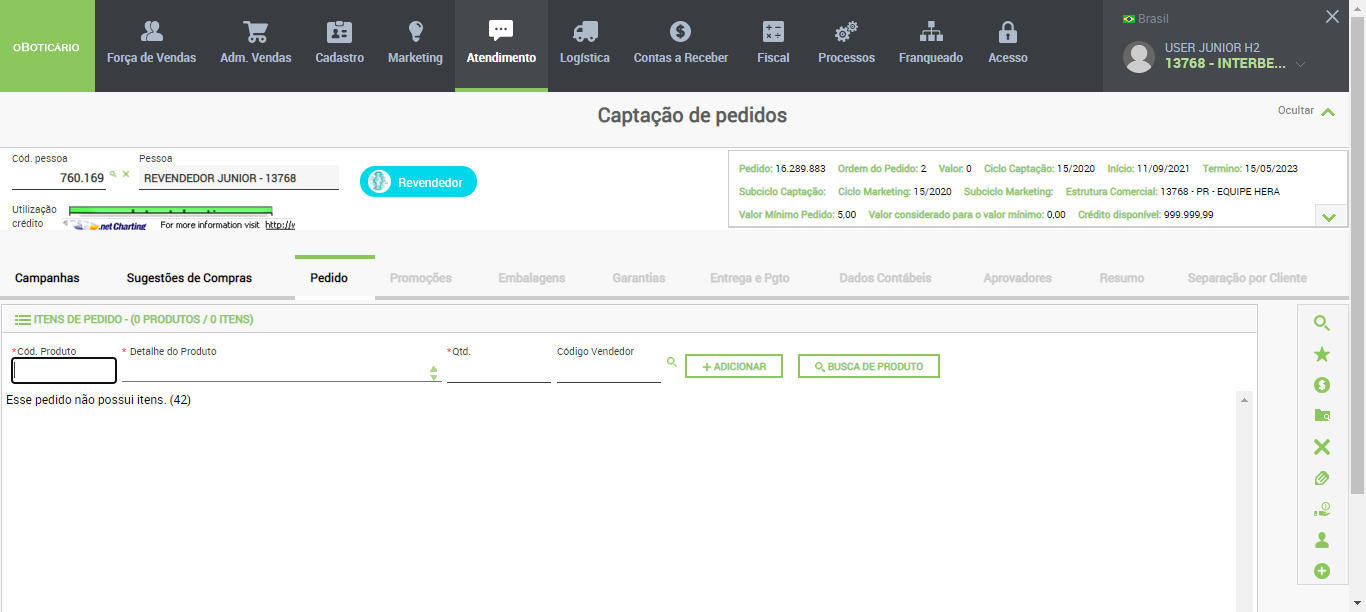 oBOTICÁRIO
Força de Vendas Adm. Vendas Cadastro Marketing Atendimento Logística Contas a Receber Fiscal Processos Franqueado Acesso
Brasil
USER JUNIOR H2
13768 - INTERBE...
Captação de pedidos
Ocultar
Cód. pessoa Pessoa
760.169 REVENDEDOR JUNIOR - 13768
Revendedor
Utilização
crédito
.net Charting For more information visit http://
Pedido: 16.289.883 Ordem do Pedido: 2 Valor: 0 Ciclo Captação: 15/2020 Início: 11/09/2021 Termino: 15/05/2023
Subciclo Captação: Ciclo Marketing: 15/2020 Subciclo Marketing: Estrutura Comercial: 13768 - PR - EQUIPE HERA
Valor Mínimo Pedido: 5,00 Valor considerado para o valor mínimo: 0,00 Crédito disponível: 999.999,99
Campanhas Sugestões de Compras Pedido Promoções Embalagens Garantias Entrega e Pgto Dados Contábeis Aprovadores Resumo Separação por Cliente
ITENS DE PEDIDO - (0 PRODUTOS / 0 ITENS)
*Cód. Produto * Detalhe do Produto *Qtd. Código Vendedor
+ ADICIONAR BUSCA DE PRODUTO
Esse pedido não possui itens. (42)